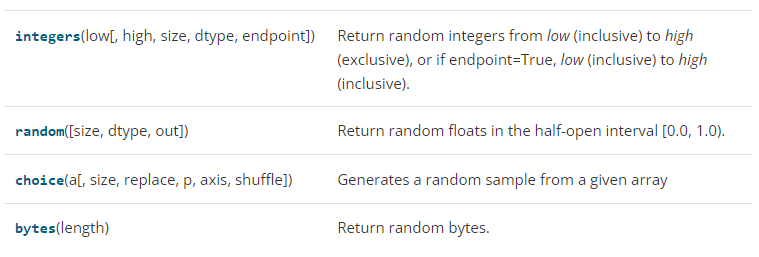 integers(low[, high, size, dtype, endpoint]) Return random integers from low (inclusive) to high
(exclusive), or if endpoint=True, low (inclusive) to high
(inclusive).
random([size, dtype, out]) Return random floats in the half-open interval [0.0, 1.0).
choice(a[, size, replace, p, axis, shuffle]) Generates a random sample from a given array
bytes(length) Return random bytes.